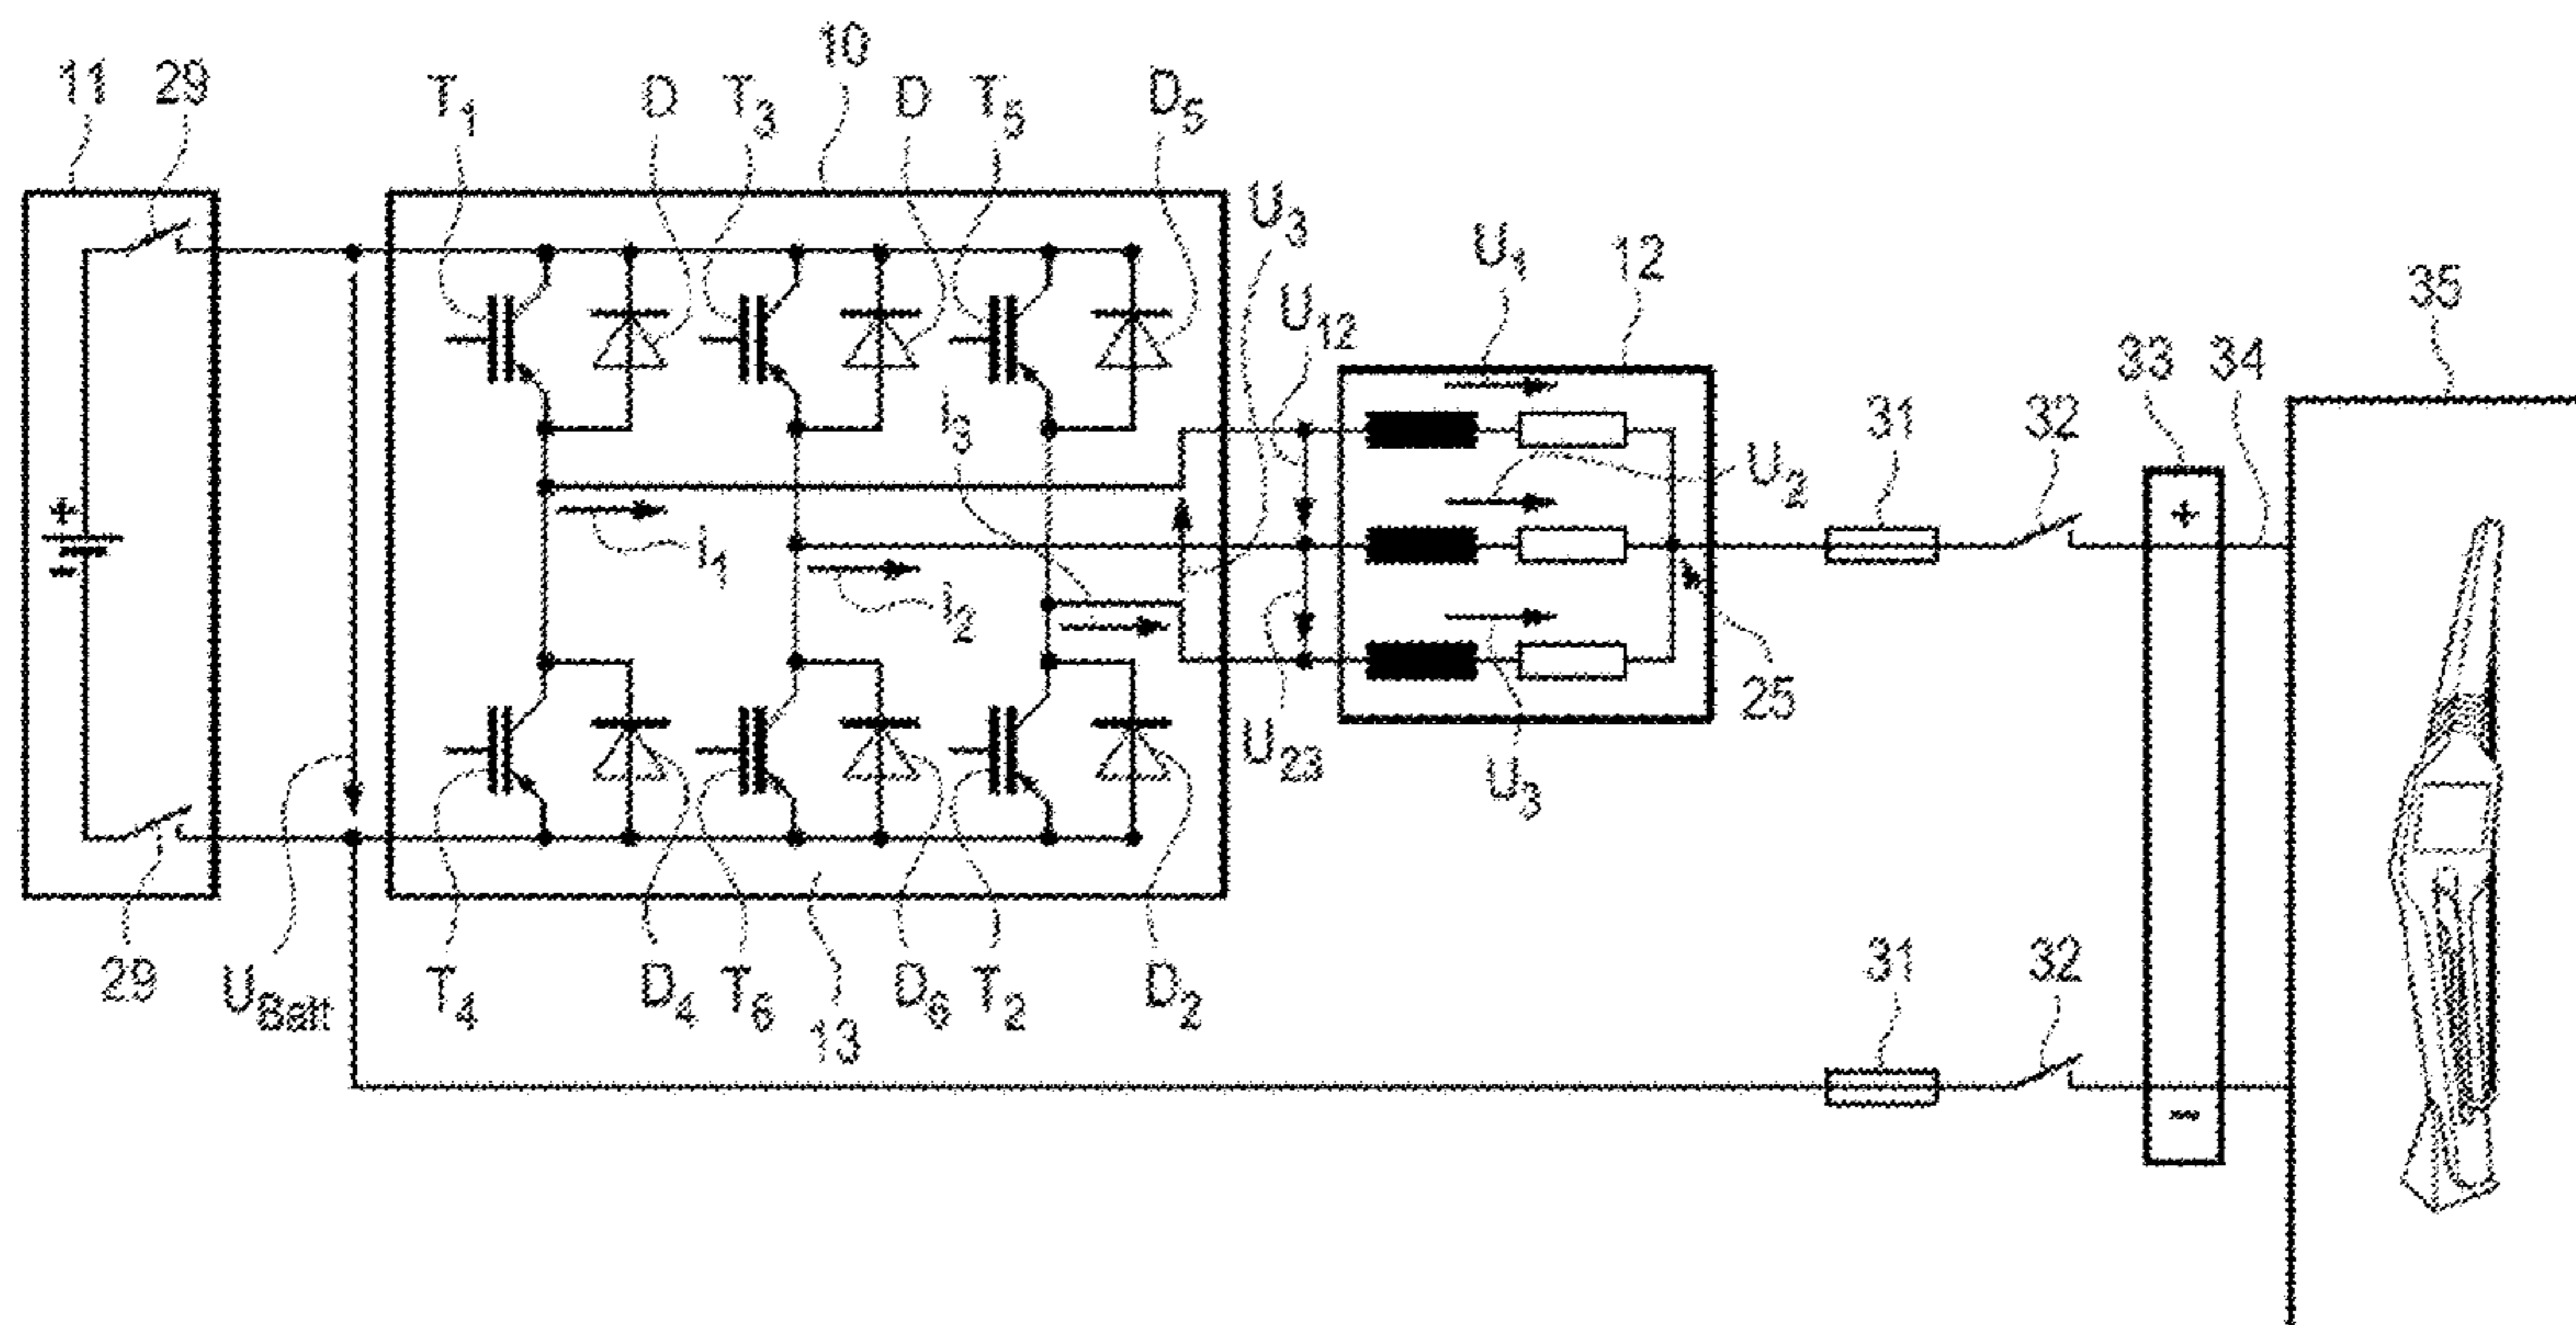 10
11 29 T1 D T3 D T5 D5
U3
U12
U1 12
35
33 34
31 32
I3
U2
+
+
I1
I2
-
25
U23
U3
29 UBatt T4 D4 T6 13 D6 T2 D2
31 32
-